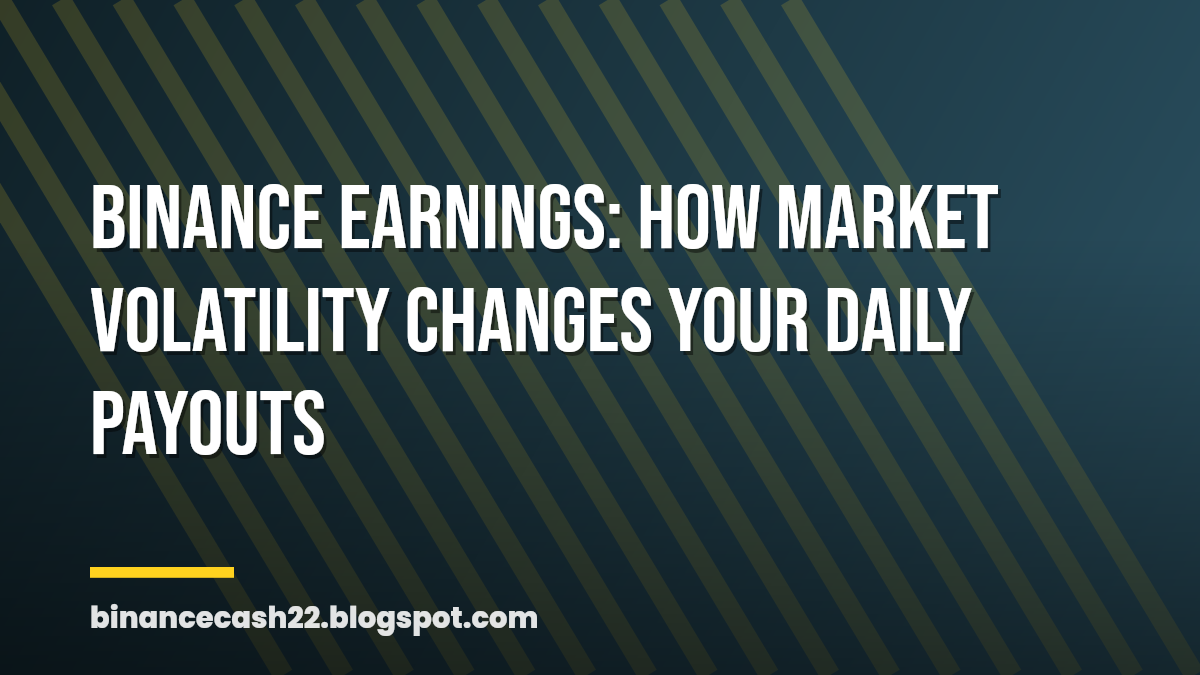 BINANCE EARNINGS: HOW MARKET
VOLATILITY CHANGES YOUR DAILY
PAYOUTS
binancecash22.blogspot.com